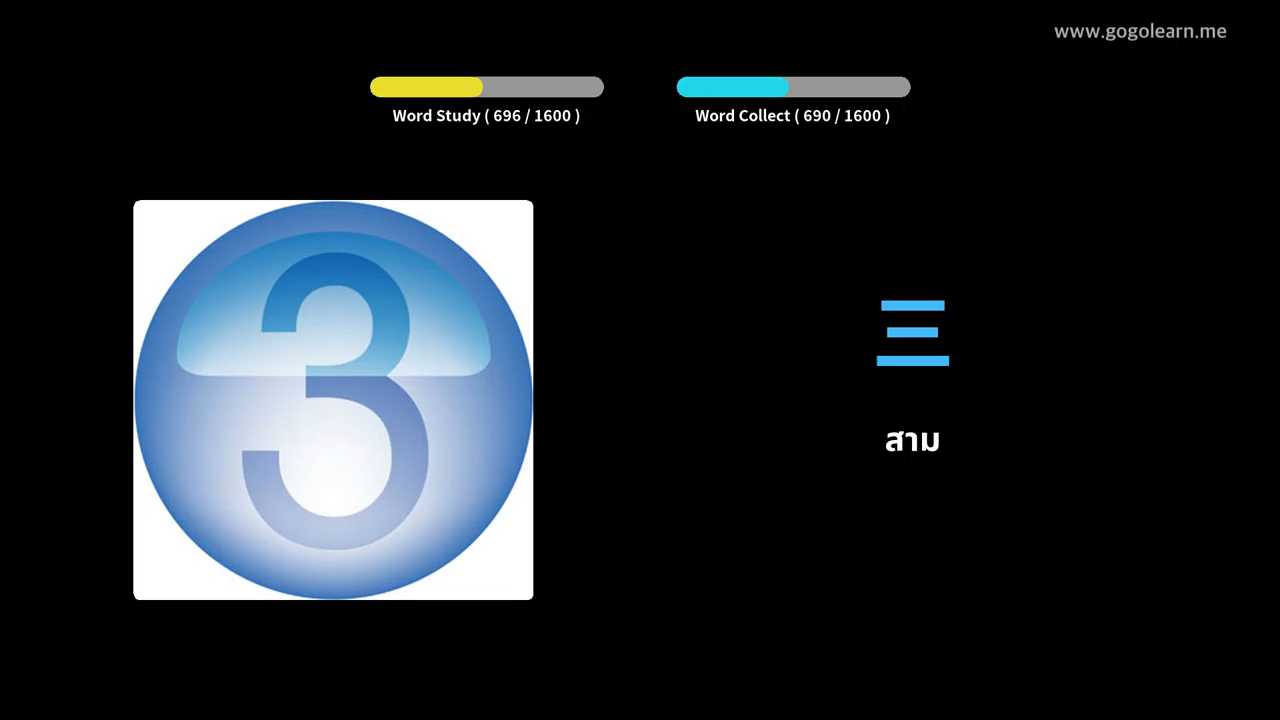 www.gogolearn.me
Word Study ( 696 / 1600 )
Word Collect ( 690 / 1600 )
3
三
สาม